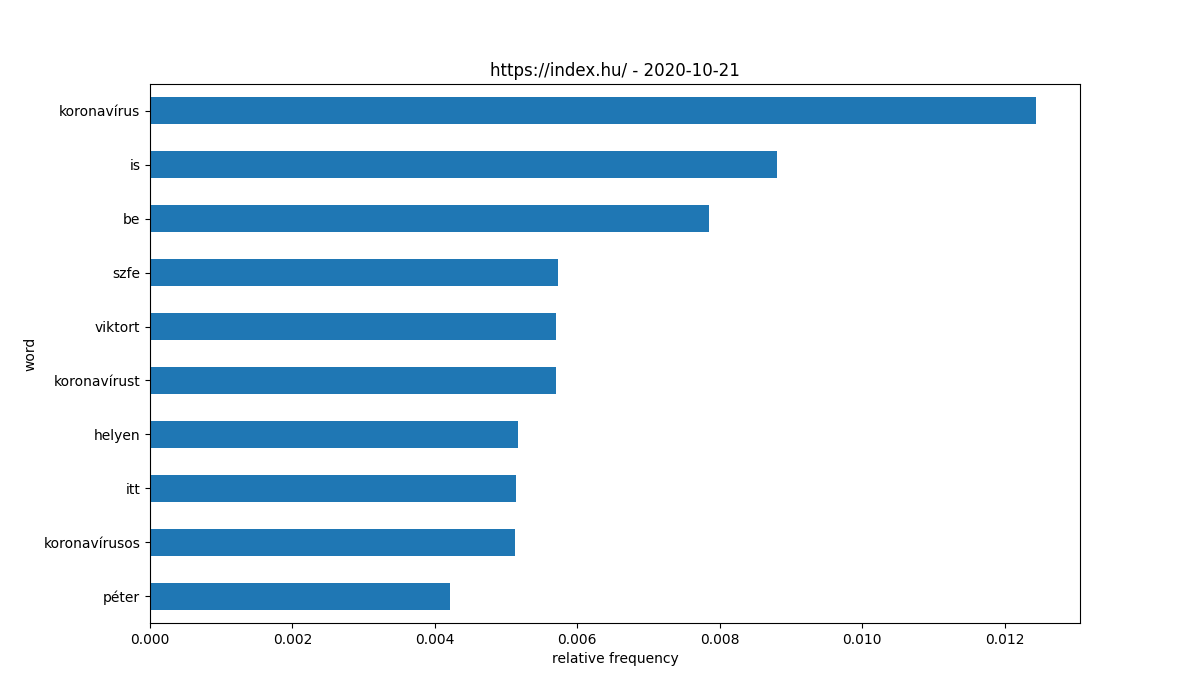 https://index.hu/ - 2020-10-21
koronavírus
is
be
szfe
viktort
koronavírust
helyen
itt
koronavírusos
péter
word
0.000 0.002 0.004 0.006 0.008 0.010 0.012
relative frequency